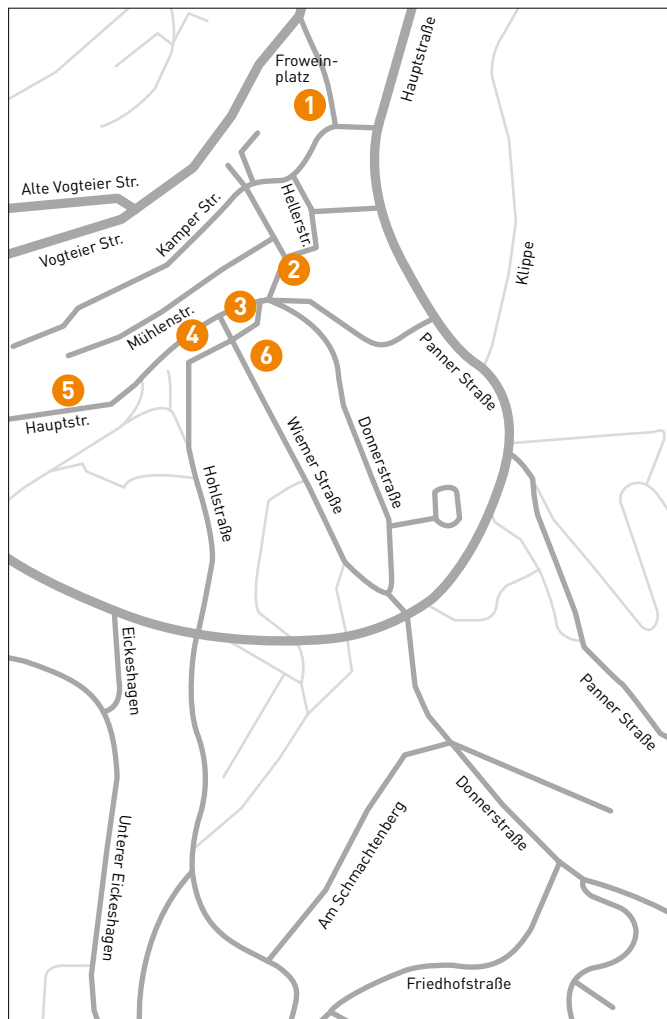 Frowein-
platz
1
Hauptstraße
Alte Vogteier Str.
Kamper Str.
Hellerstr.
Vogteier Str.
Klippe
2
3
Mühlenstr.
4
6
Panner Straße
5
Hauptstr.
Wiemer Straße
Donnerstraße
Hohlstraße
Eickeshagen
Panner Straße
Donnerstraße
Am Schmachtenberg
Unterer Eickeshagen
Friedhofstraße